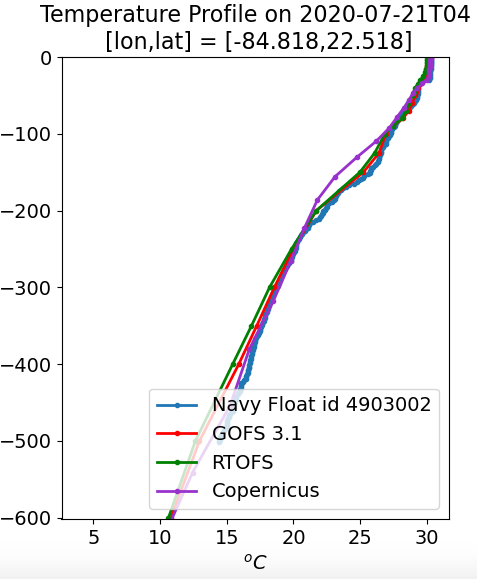 Temperature Profile on 2020-07-21T04
[lon,lat] = [-84.818,22.518]
0
−100
−200
−300
−400
−500
−600
Navy Float id 4903002
GOFS 3.1
RTOFS
Copernicus
5 10 15 20 25 30
°C